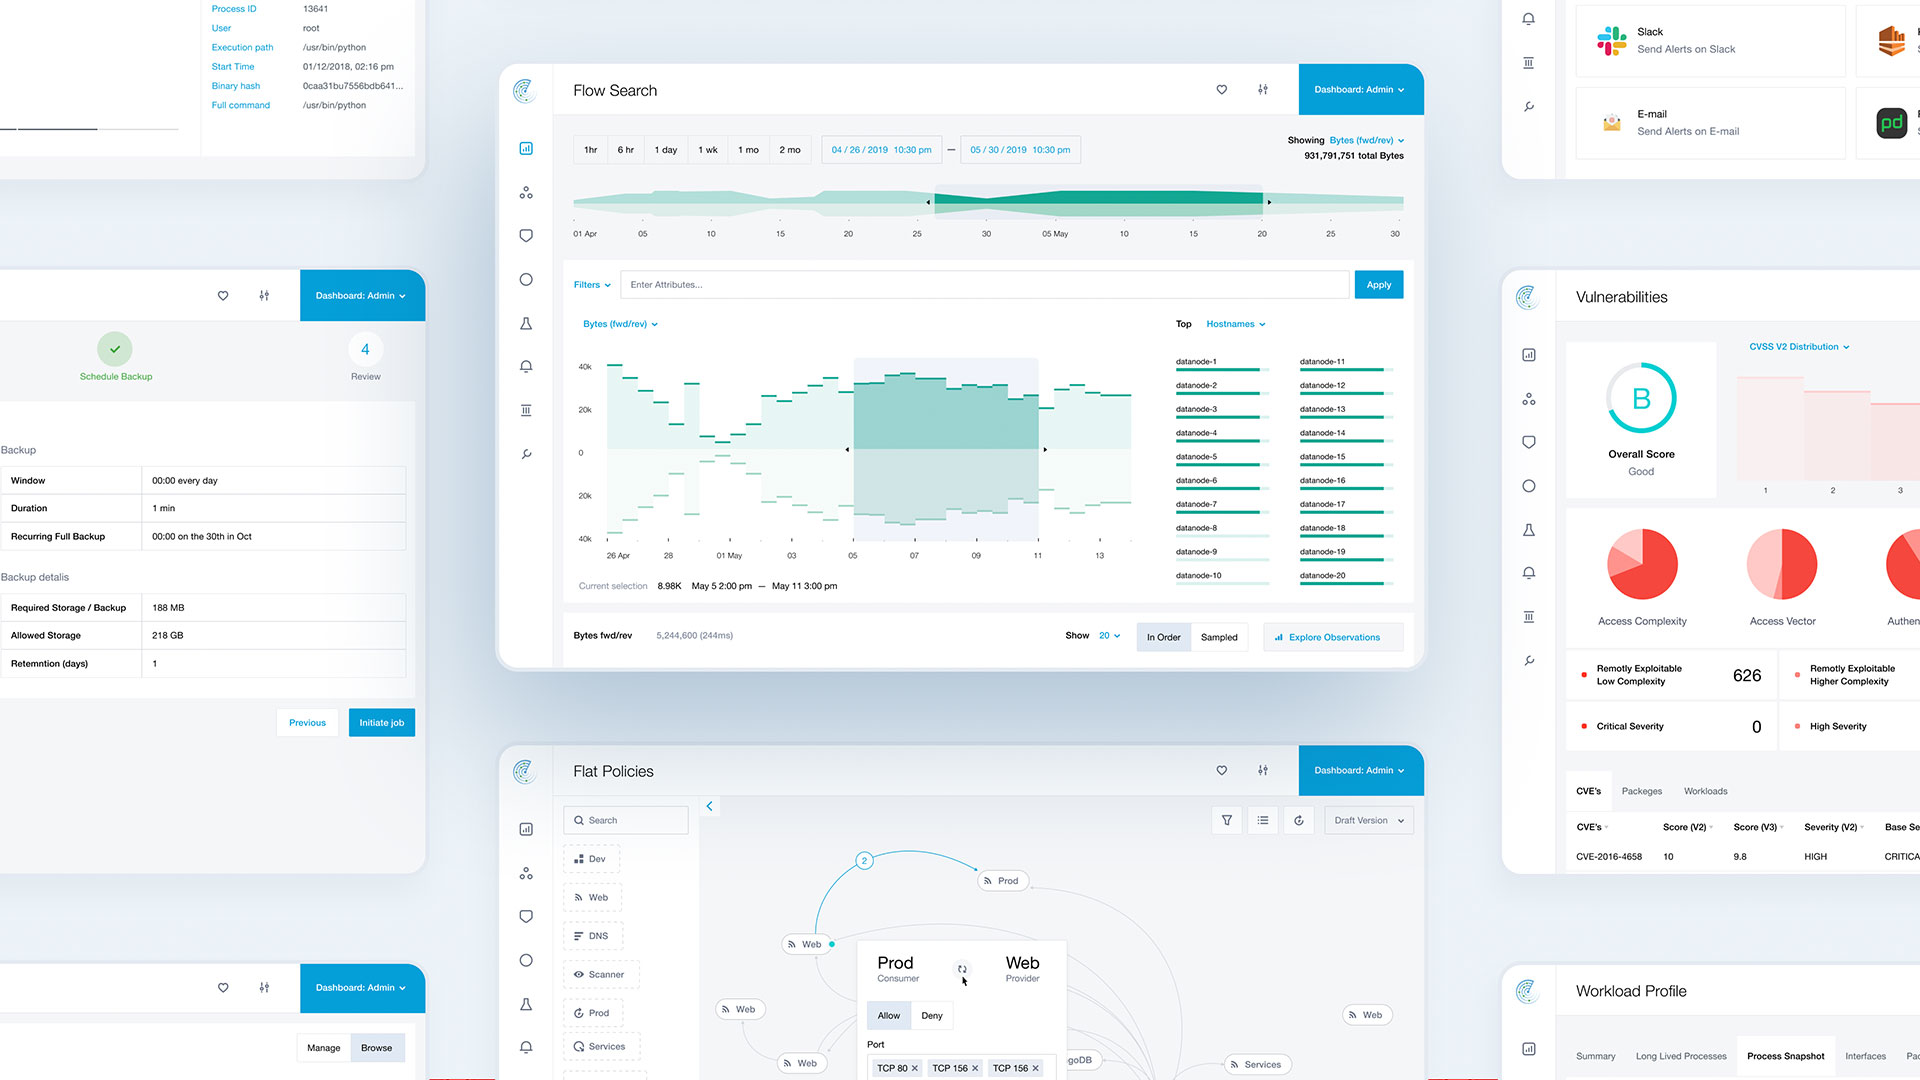 Process ID 13641
User root
Execution path /usr/bin/python
Start Time 01/12/2018, 02:16 pm
Binary hash 0caa31bu7556bdb641...
Full command /usr/bin/python
Dashboard: Admin
Schedule Backup
4
Review
Backup
Window 00:00 every day
Duration 1 min
Recurring Full Backup 00:00 on the 30th in Oct
Backup detalis
Required Storage / Backup 188 MB
Allowed Storage 218 GB
Retemntion (days) 1
Previous Initiate job
Dashboard: Admin
Manage Browse
Flow Search
Dashboard: Admin
1hr 6 hr 1 day 1 wk 1 mo 2 mo 04 / 26 / 2019 10:30 pm — 05 / 30 / 2019 10:30 pm
Showing Bytes (fwd/rev)
931,791,751 total Bytes
01 Apr 05 10 15 20 25 30 05 May 10 15 20 25 30
Filters Enter Attributes... Apply
Bytes (fwd/rev)
40k
20k
0
20k
40k
26 Apr 28 01 May 03 05 07 09 11 13
Current selection 8.98K May 5 2:00 pm — May 11 3:00 pm
Top Hostnames
datanode-1
datanode-2
datanode-3
datanode-4
datanode-5
datanode-6
datanode-7
datanode-8
datanode-9
datanode-10
datanode-11
datanode-12
datanode-13
datanode-14
datanode-15
datanode-16
datanode-17
datanode-18
datanode-19
datanode-20
Bytes fwd/rev 5,244,600 (244ms)
Show 20 In Order Sampled Explore Observations
Flat Policies
Dashboard: Admin
Search
Draft Version
Dev
Web
DNS
Scanner
Prod
Services
2
Prod
Web
Web
Web
Web
Services
goDB
Prod
Consumer
Web
Provider
Allow Deny
Port
TCP 80 × TCP 156 × TCP 156 ×
Slack
Send Alerts on Slack
E-mail
Send Alerts on E-mail
pd
Vulnerabilities
B
Overall Score
Good
CVSS V2 Distribution
1 2 3
Access Complexity
Access Vector
Authen
Remotly Exploitable
Low Complexity
626
Remotly Exploitable
Higher Complexity
Critical Severity 0
High Severity
CVE's Packeges Workloads
CVE's Score (V2) Score (V3) Severity (V2) Base Se
CVE-2016-4658 10 9.8 HIGH CRITICA
Workload Profile
Summary Long Lived Processes Process Snapshot Interfaces Pac